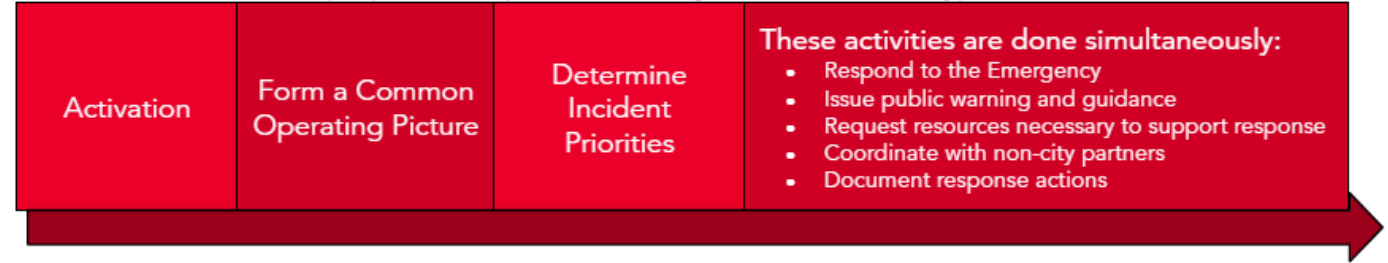 Activation
Form a Common
Operating Picture
Determine
Incident
Priorities
These activities are done simultaneously:
• Respond to the Emergency
• Issue public warning and guidance
• Request resources necessary to support response
• Coordinate with non-city partners
• Document response actions